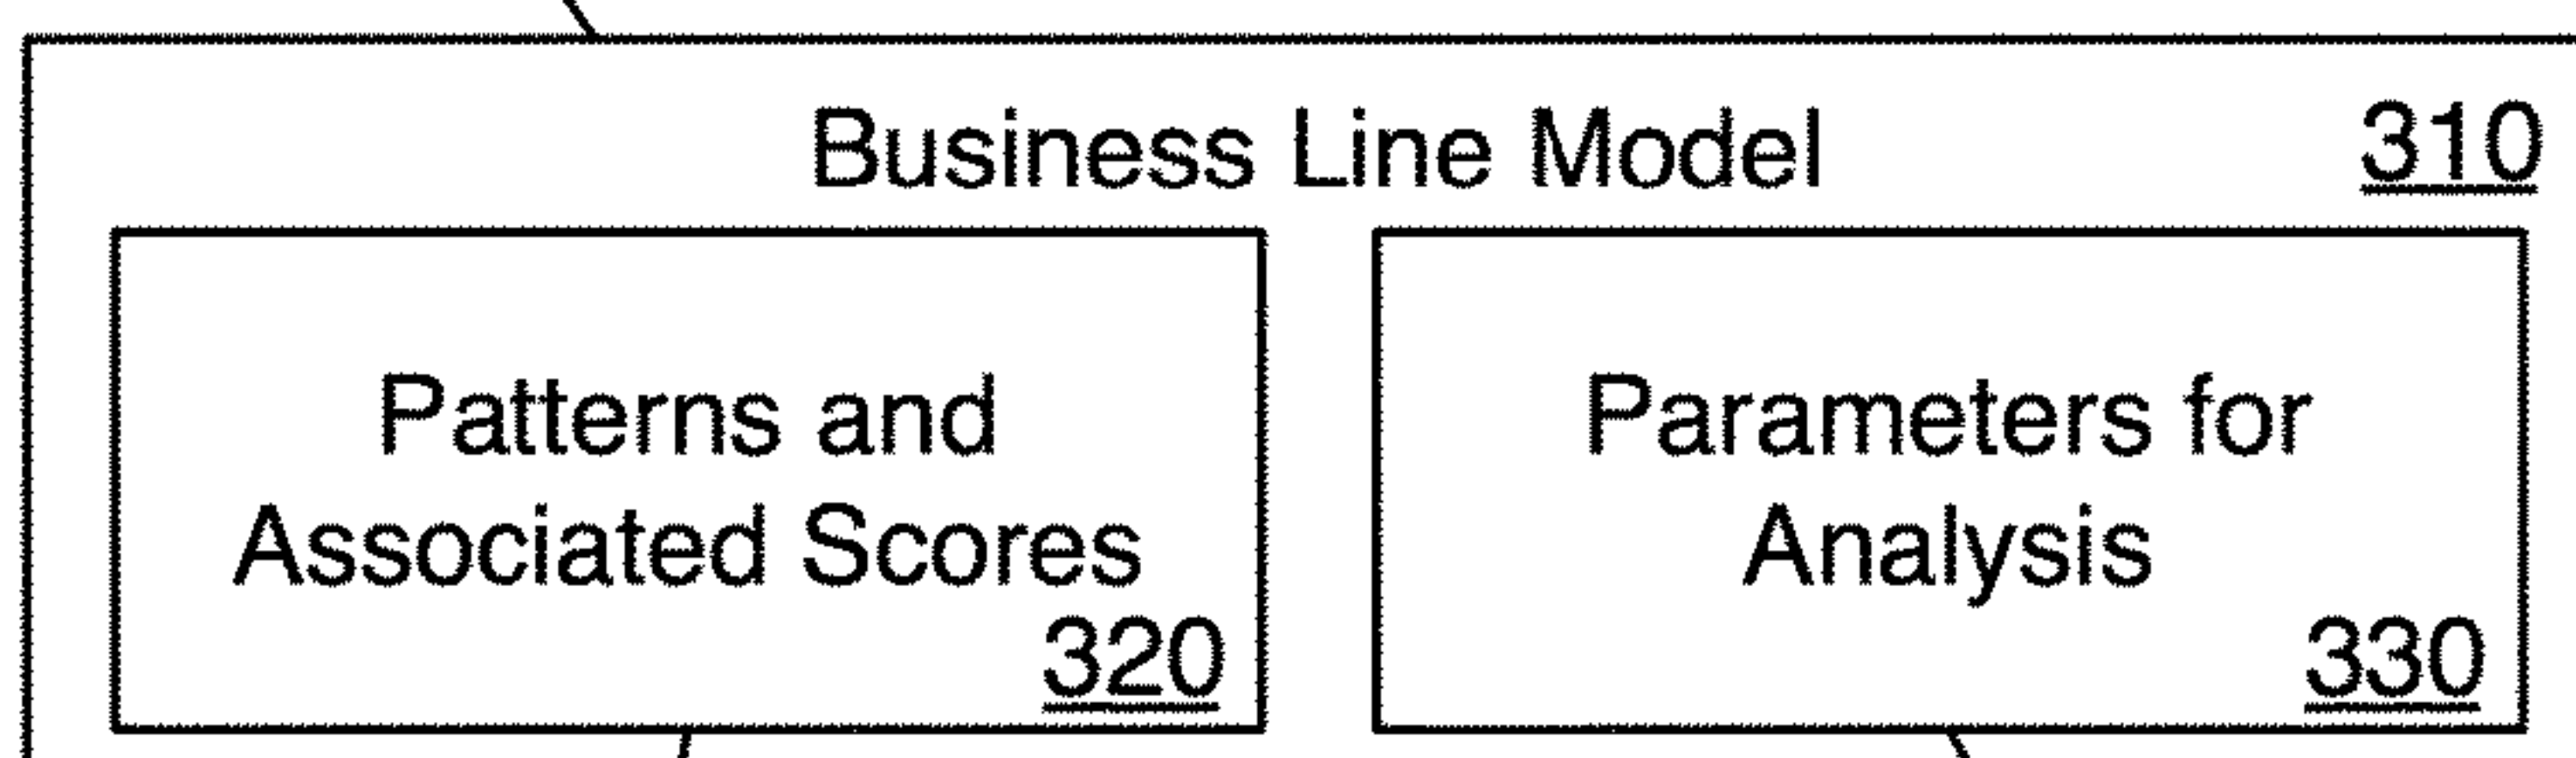 Business Line Model 310
Patterns and
Associated Scores
320
Parameters for
Analysis
330